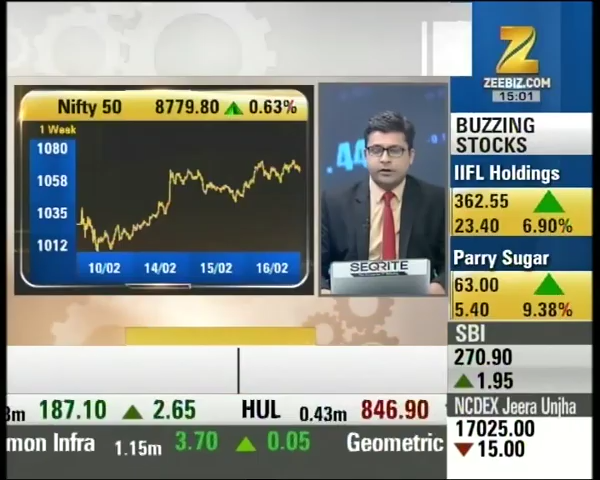 Nifty 50 8779.80 0.63%
1 Week
1080
1058
1035
1012
10/02 14/02 15/02 16/02
.44
SEQRITE
Z
ZEEBIZ.COM
15:01
BUZZING
STOCKS
IIFL Holdings
362.55
23.40 6.90%
Parry Sugar
63.00
5.40 9.38%
SBI
270.90
1.95
NCDEX Jeera Unjha
17025.00
15.00
3m 187.10 2.65 HUL 0.43m 846.90
mon Infra 1.15m 3.70 0.05 Geometric